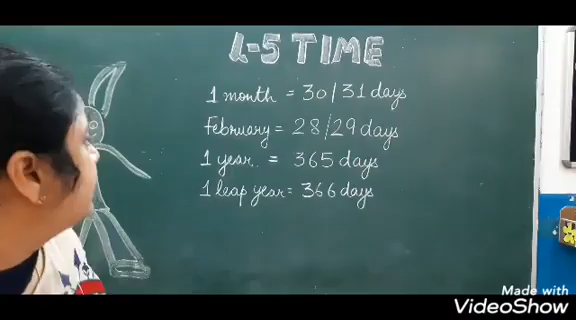 L-5 TIME
1 month = 30/31 days
February = 28/29 days
1 year = 365 days
1 leap year = 366 days
Made with
VideoShow